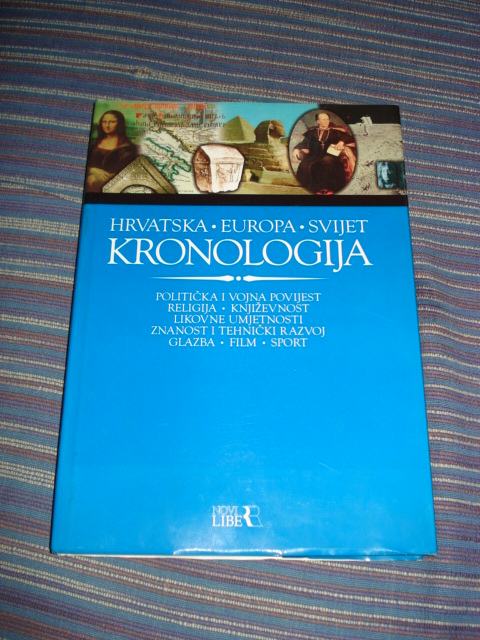 HRVATSKA • EUROPA • SVIJET
KRONOLOGIJA
POLITIČKA I VOJNA POVIJEST
RELIGIJA • KNJIŽEVNOST
LIKOVNE UMJETNOSTI
ZNANOST I TEHNIČKI RAZVOJ
GLAZBA • FILM • SPORT
NOVI
LIBER